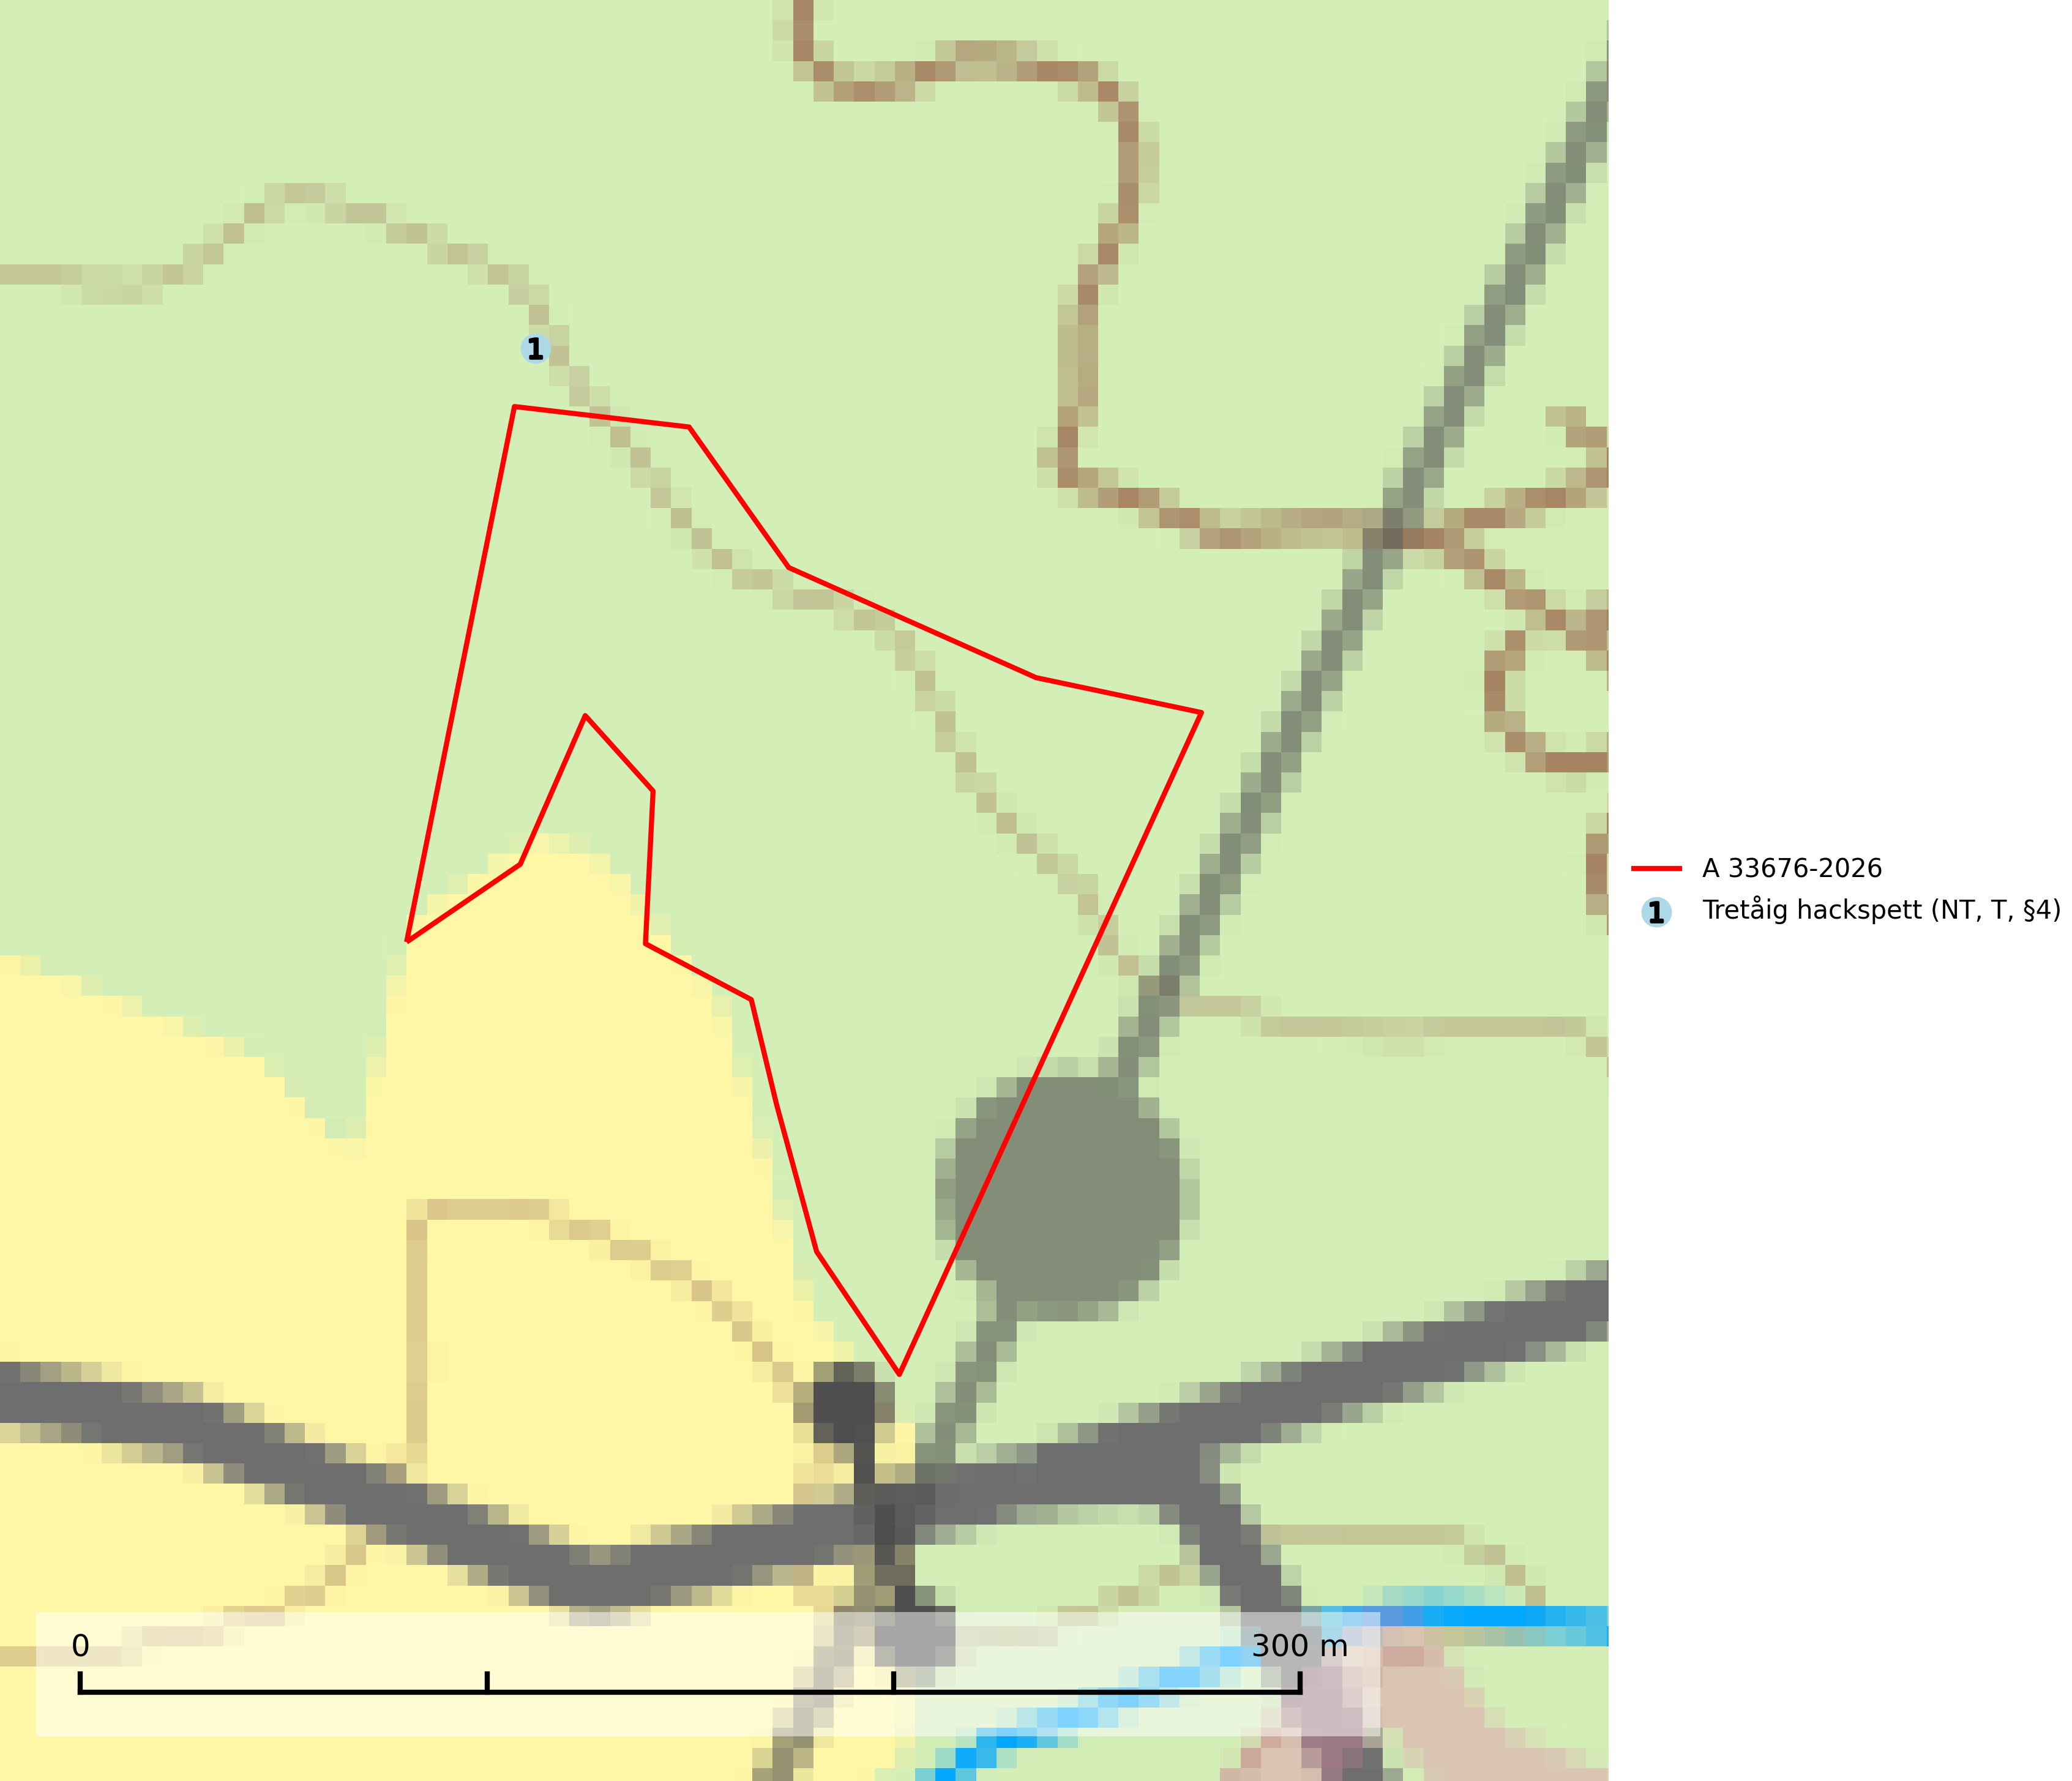 1
A 33676-2026
1 Tretåig hackspett (NT, T, §4)
0 300 m